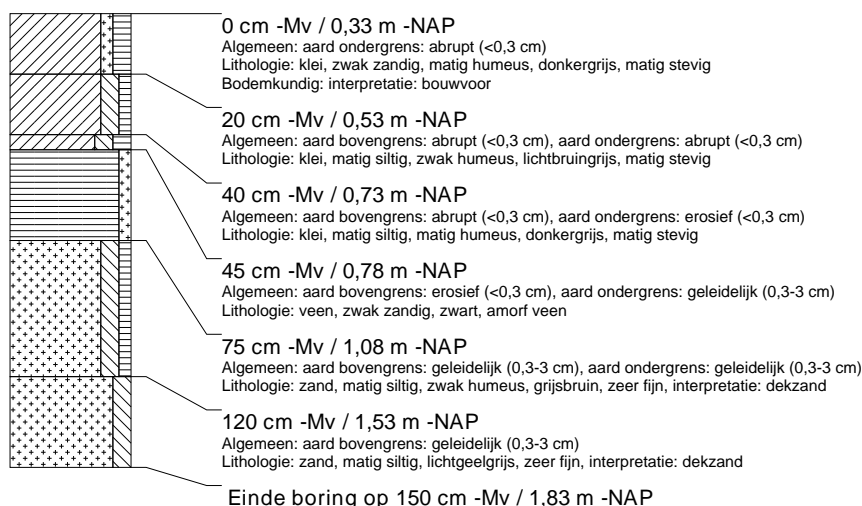 0 cm -Mv / 0,33 m -NAP
Algemeen: aard ondergrens: abrupt (<0,3 cm)
Lithologie: klei, zwak zandig, matig humeus, donkergrijs, matig stevig
Bodemkundig: interpretatie: bouwvoor
20 cm -Mv / 0,53 m -NAP
Algemeen: aard bovengrens: abrupt (<0,3 cm), aard ondergrens: abrupt (<0,3 cm)
Lithologie: klei, matig siltig, zwak humeus, lichtbruingrijs, matig stevig
40 cm -Mv / 0,73 m -NAP
Algemeen: aard bovengrens: abrupt (<0,3 cm), aard ondergrens: erosief (<0,3 cm)
Lithologie: klei, matig siltig, matig humeus, donkergrijs, matig stevig
45 cm -Mv / 0,78 m -NAP
Algemeen: aard bovengrens: erosief (<0,3 cm), aard ondergrens: geleidelijk (0,3-3 cm)
Lithologie: veen, zwak zandig, zwart, amorf veen
75 cm -Mv / 1,08 m -NAP
Algemeen: aard bovengrens: geleidelijk (0,3-3 cm), aard ondergrens: geleidelijk (0,3-3 cm)
Lithologie: zand, matig siltig, zwak humeus, grijsbruin, zeer fijn, interpretatie: dekzand
120 cm -Mv / 1,53 m -NAP
Algemeen: aard bovengrens: geleidelijk (0,3-3 cm)
Lithologie: zand, matig siltig, lichtgeelgrijs, zeer fijn, interpretatie: dekzand
Einde boring op 150 cm -Mv / 1,83 m -NAP